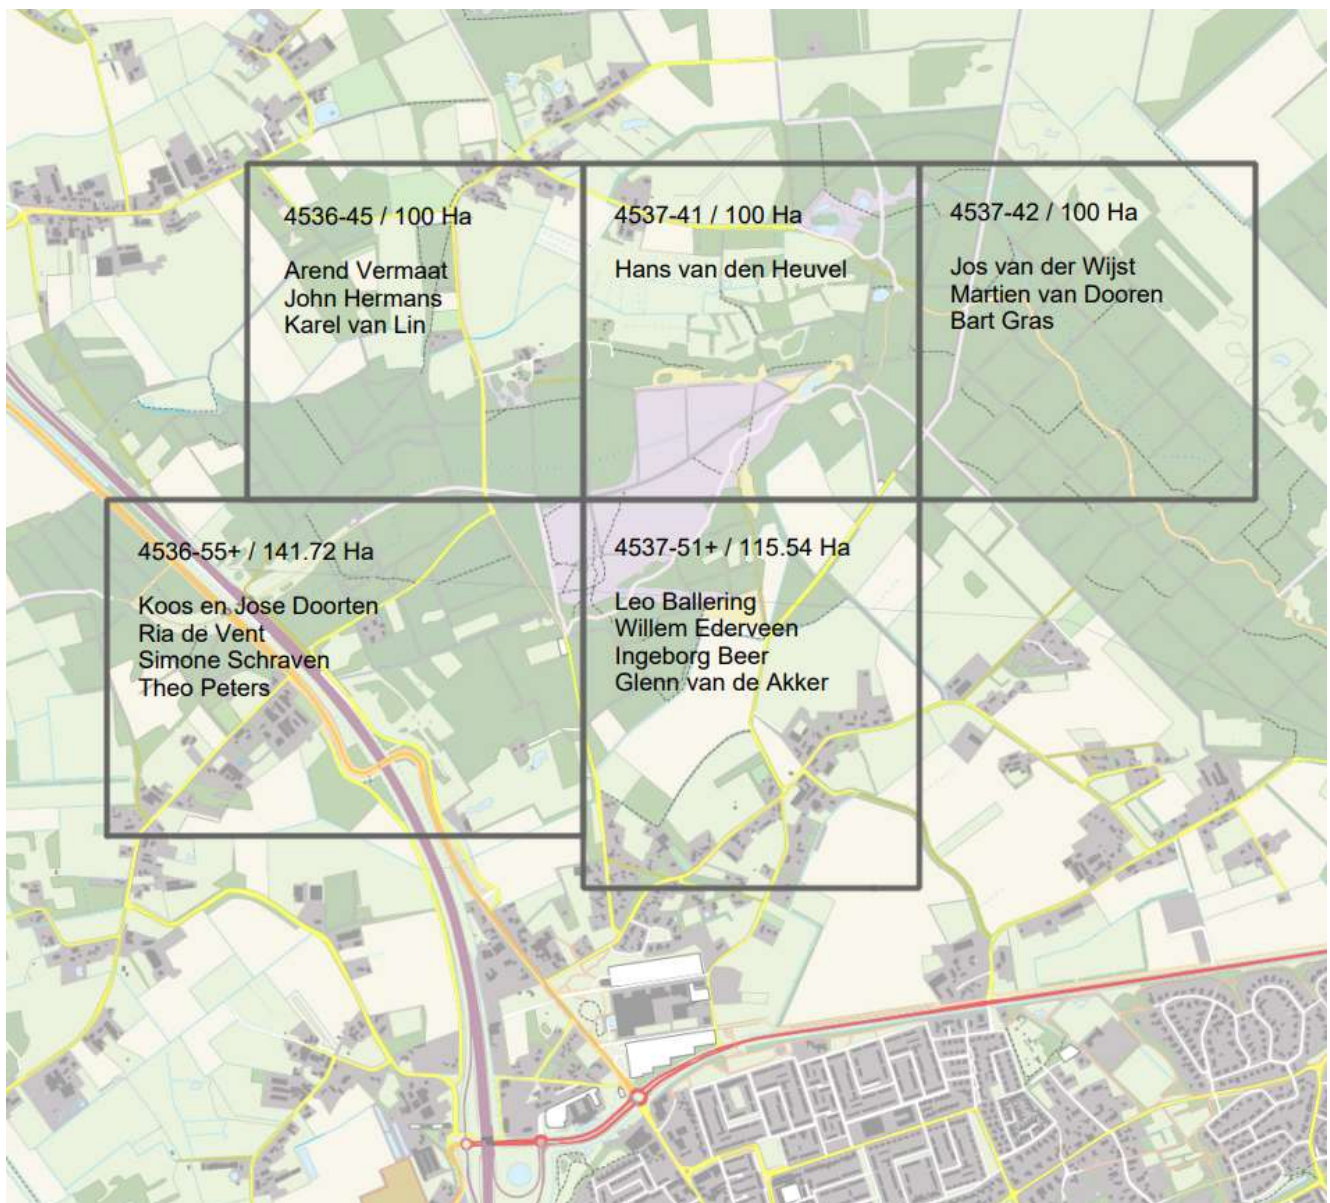 4536-45 / 100 Ha
Arend Vermaat
John Hermans
Karel van Lin
4537-41 / 100 Ha
Hans van den Heuvel
4537-42 / 100 Ha
Jos van der Wijst
Martien van Dooren
Bart Gras
4536-55+ / 141.72 Ha
Koos en Jose Doorten
Ria de Vent
Simone Schraven
Theo Peters
4537-51+ / 115.54 Ha
Leo Ballering
Willem Ederveen
Ingeborg Beer
Glenn van de Akker